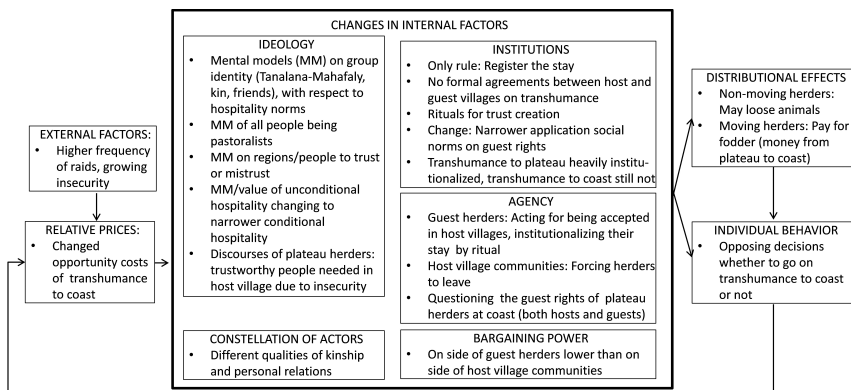 CHANGES IN INTERNAL FACTORS
EXTERNAL FACTORS:
• Higher frequency
of raids, growing
insecurity
RELATIVE PRICES:
• Changed
opportunity costs
of transhumance
to coast
IDEOLOGY
• Mental models (MM) on group
identity (Tanalana-Mahafaly,
kin, friends), with respect to
hospitality norms
• MM of all people being
pastoralists
• MM on regions/people to trust
or mistrust
• MM/value of unconditional
hospitality changing to
narrower conditional
hospitality
• Discourses of plateau herders:
trustworthy people needed in
host village due to insecurity
CONSTELLATION OF ACTORS
• Different qualities of kinship
and personal relations
INSTITUTIONS
• Only rule: Register the stay
• No formal agreements between host and
guest villages on transhumance
• Rituals for trust creation
• Change: Narrower application social
norms on guest rights
• Transhumance to plateau heavily institu-
tionalized, transhumance to coast still not
AGENCY
• Guest herders: Acting for being accepted
in host villages, institutionalizing their
stay by ritual
• Host village communities: Forcing herders
to leave
• Questioning the guest rights of plateau
herders at coast (both hosts and guests)
BARGAINING POWER
• On side of guest herders lower than on
side of host village communities
DISTRIBUTIONAL EFFECTS
• Non-moving herders:
May loose animals
• Moving herders: Pay for
fodder (money from
plateau to coast)
INDIVIDUAL BEHAVIOR
• Opposing decisions
whether to go on
transhumance to coast
or not